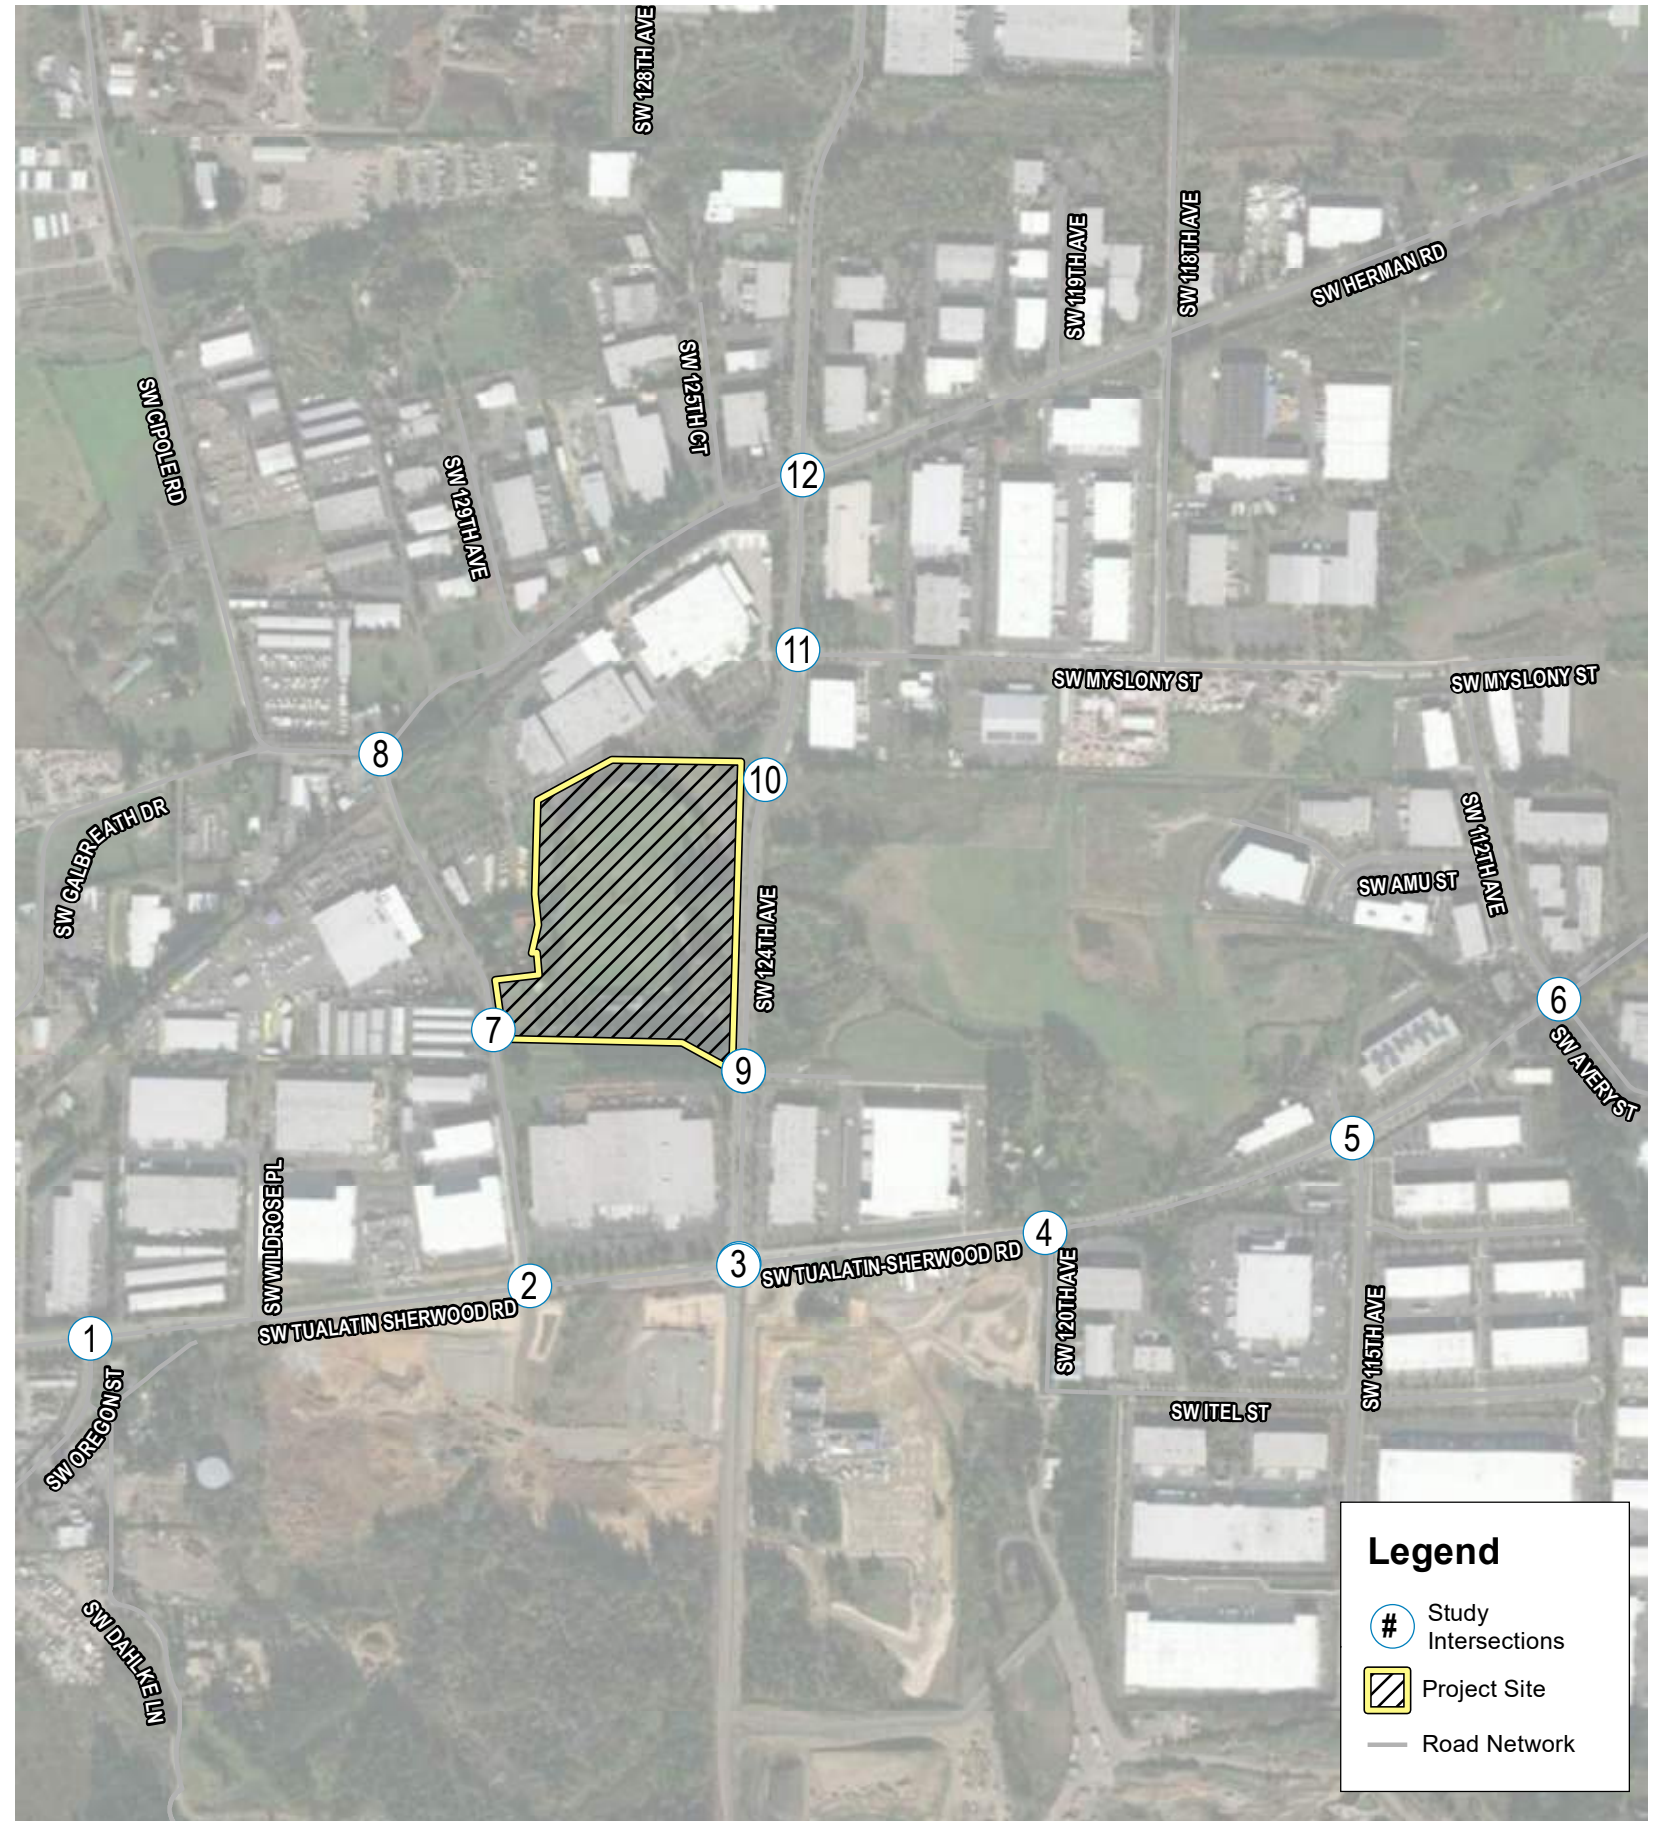 SW 128TH AVE
SW 119TH AVE
SW 118TH AVE
SW HERMAN RD
SW 125TH CT
SW CIPOLE RD
SW 129TH AVE
12
11
SW MYSLONY ST
SW MYSLONY ST
8
10
SW GALBREATH DR
SW 112TH AVE
SW AMU ST
SW 124TH AVE
6
7
SW AVERY ST
9
5
SW WILDROSE PL
4
3
SW TUALATIN-SHERWOOD RD
2
SW TUALATIN SHERWOOD RD
SW 120TH AVE
SW 115TH AVE
1
SW OREGON ST
SW ITEL ST
SW DAHLKE LN
Legend
#
Study
Intersections
Project Site
Road Network